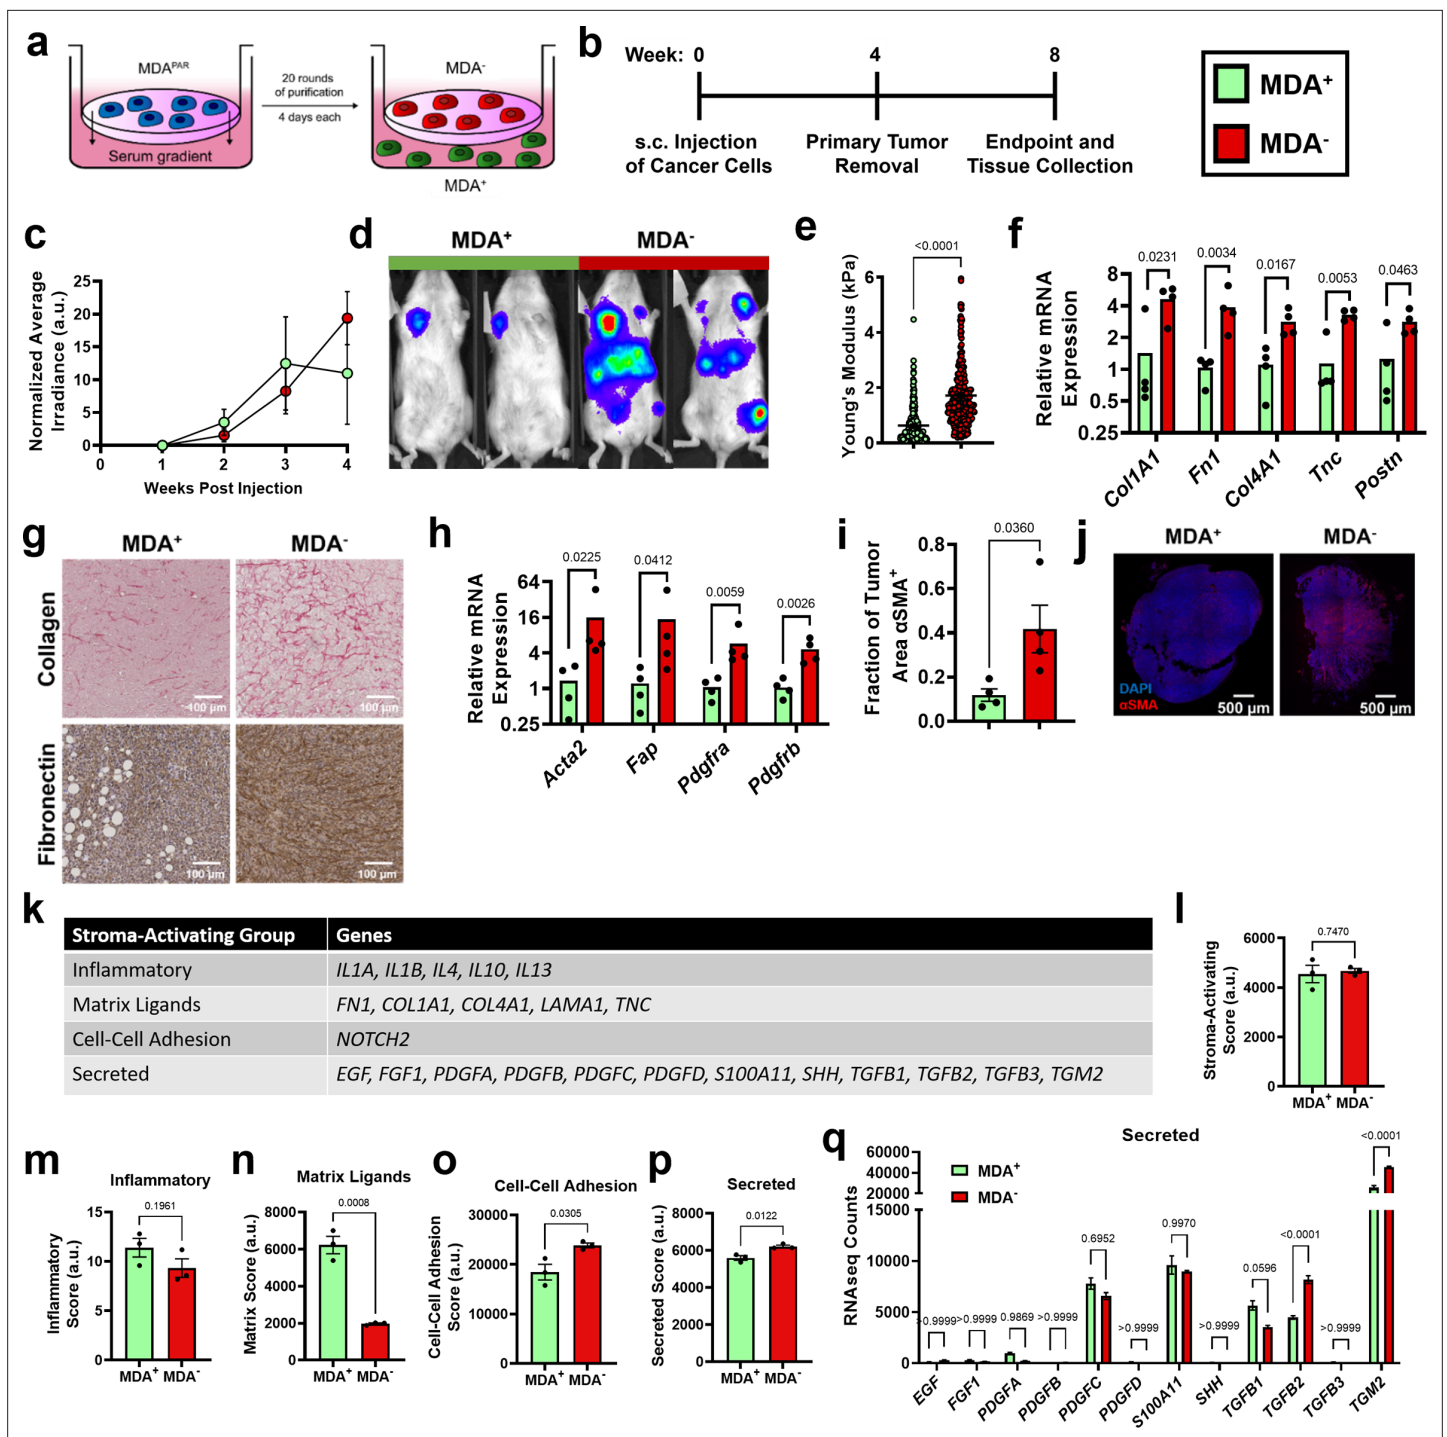 a
MDAPAR
20 rounds
of purification
4 days each
Serum gradient
MDA-
MDA+
b
Week: 0 4 8
s.c. Injection
of Cancer Cells
Primary Tumor
Removal
Endpoint and
Tissue Collection
MDA+
MDA-
c
Normalized Average
Irradiance (a.u.)
25
20
15
10
5
0
0 1 2 3 4
Weeks Post Injection
d
MDA+ MDA-
e
Young's Modulus (kPa)
<0.0001
6
4
2
0
f
Relative mRNA
Expression
8
4
2
1
0.5
0.25
0.0231 0.0034 0.0167 0.0053 0.0463
Col1A1 Fn1 Col4A1 Tnc Postn
g
MDA+ MDA-
Collagen
100 µm 100 µm
Fibronectin
100 µm 100 µm
h
Relative mRNA
Expression
64
16
4
1
0.25
0.0225 0.0412 0.0059 0.0026
Acta2 Fap Pdgfra Pdgfrb
i
Fraction of Tumor
Area αSMA+
0.0360
0.8
0.6
0.4
0.2
0.0
j
MDA+ MDA-
DAPI
αSMA
500 µm 500 µm
k
Stroma-Activating Group Genes
Inflammatory IL1A, IL1B, IL4, IL10, IL13
Matrix Ligands FN1, COL1A1, COL4A1, LAMA1, TNC
Cell-Cell Adhesion NOTCH2
Secreted EGF, FGF1, PDGFA, PDGFB, PDGFC, PDGFD, S100A11, SHH, TGFB1, TGFB2, TGFB3, TGM2
l
Stroma-Activating
Score (a.u.)
0.7470
6000
4000
2000
0
MDA+ MDA-
m
Inflammatory
Inflammatory
Score (a.u.)
0.1961
15
10
5
0
MDA+ MDA-
n
Matrix Ligands
Matrix Score (a.u.)
0.0008
8000
6000
4000
2000
0
MDA+ MDA-
o
Cell-Cell Adhesion
Cell-Cell Adhesion
Score (a.u.)
0.0305
30000
20000
10000
0
MDA+ MDA-
p
Secreted
Secreted Score (a.u.)
0.0122
8000
6000
4000
2000
0
MDA+ MDA-
q
Secreted
MDA+
MDA-
RNAseq Counts
60000
40000
20000
15000
10000
5000
0
>0.9999 >0.9999 0.9869 >0.9999 0.6952 >0.9999 0.9970 >0.9999 0.0596 <0.0001 >0.9999 <0.0001
EGF FGF1 PDGFA PDGFB PDGFC PDGFD S100A11 SHH TGFB1 TGFB2 TGFB3 TGM2